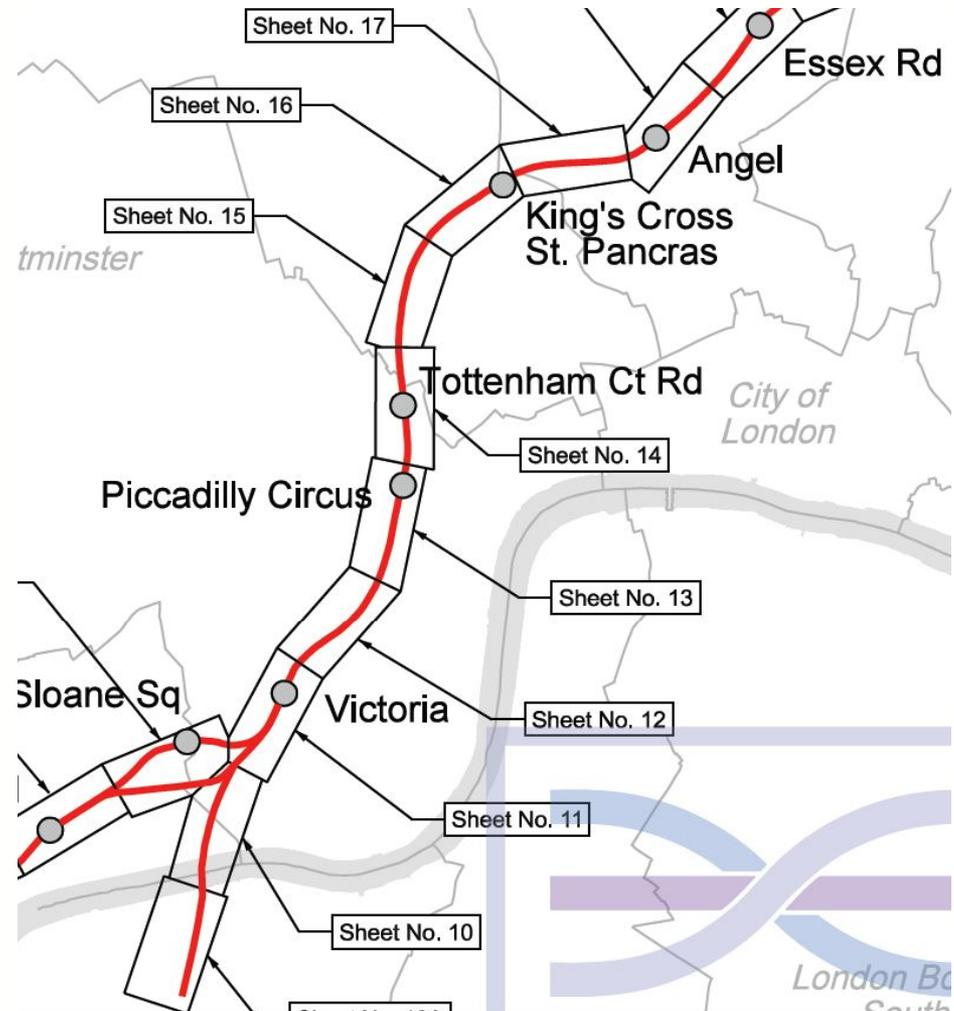 Sheet No. 17
Essex Rd
Sheet No. 16
Angel
Sheet No. 15
King's Cross
St. Pancras
tminster
Tottenham Ct Rd
City of
London
Sheet No. 14
Piccadilly Circus
Sheet No. 13
Sloane Sq
Victoria
Sheet No. 12
Sheet No. 11
Sheet No. 10
London Bo
South